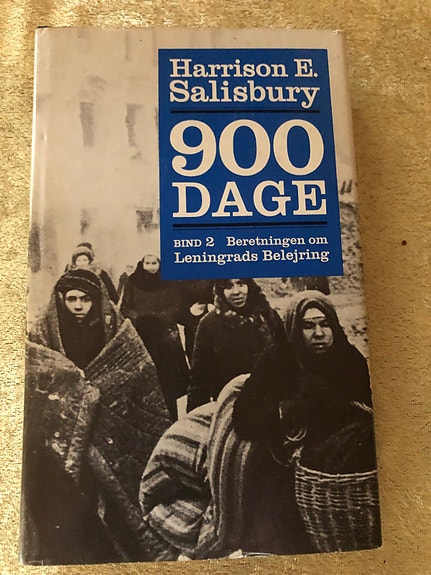 Harrison E.
Salisbury
900
DAGE
BIND 2 Beretningen om
Leningrads Belejring